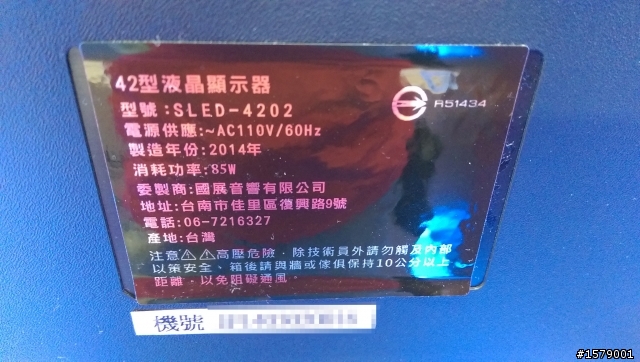 42型液晶顯示器
型號:SLED-4202
R51434
電源供應:~AC110V/60Hz
製造年份:2014年
消耗功率:85W
委製商:國展音響有限公司
地址:台南市佳里區復興路9號
電話:06-7216327
產地:台灣
注意⚠⚠高壓危險，除技術員外請勿觸及內部
以策安全、箱後請與牆或傢俱保持10公分以上
距離，以免阻礙通風。
機號
#1579001